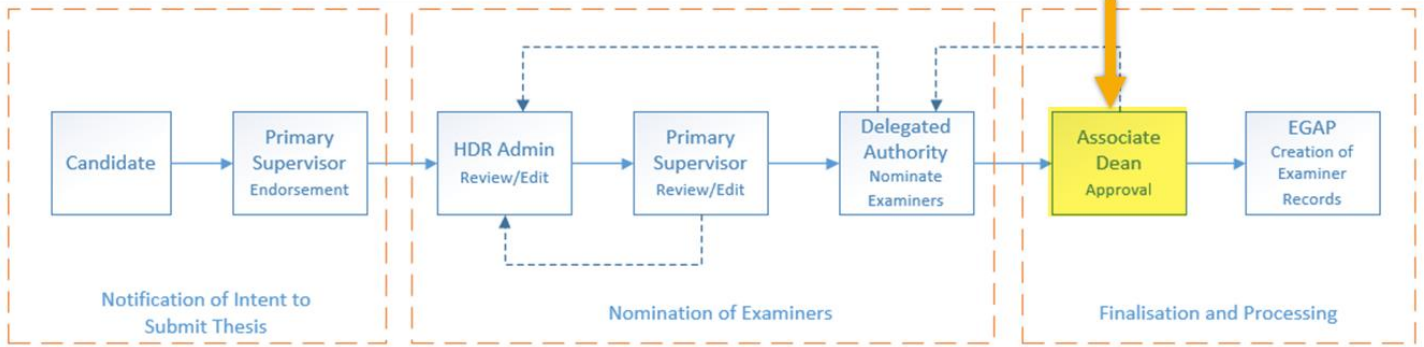 Candidate
Primary
Supervisor
Endorsement
Notification of Intent to
Submit Thesis
HDR Admin
Review/Edit
Primary
Supervisor
Review/Edit
Delegated
Authority
Nominate
Examiners
Nomination of Examiners
Associate
Dean
Approval
EGAP
Creation of
Examiner
Records
Finalisation and Processing